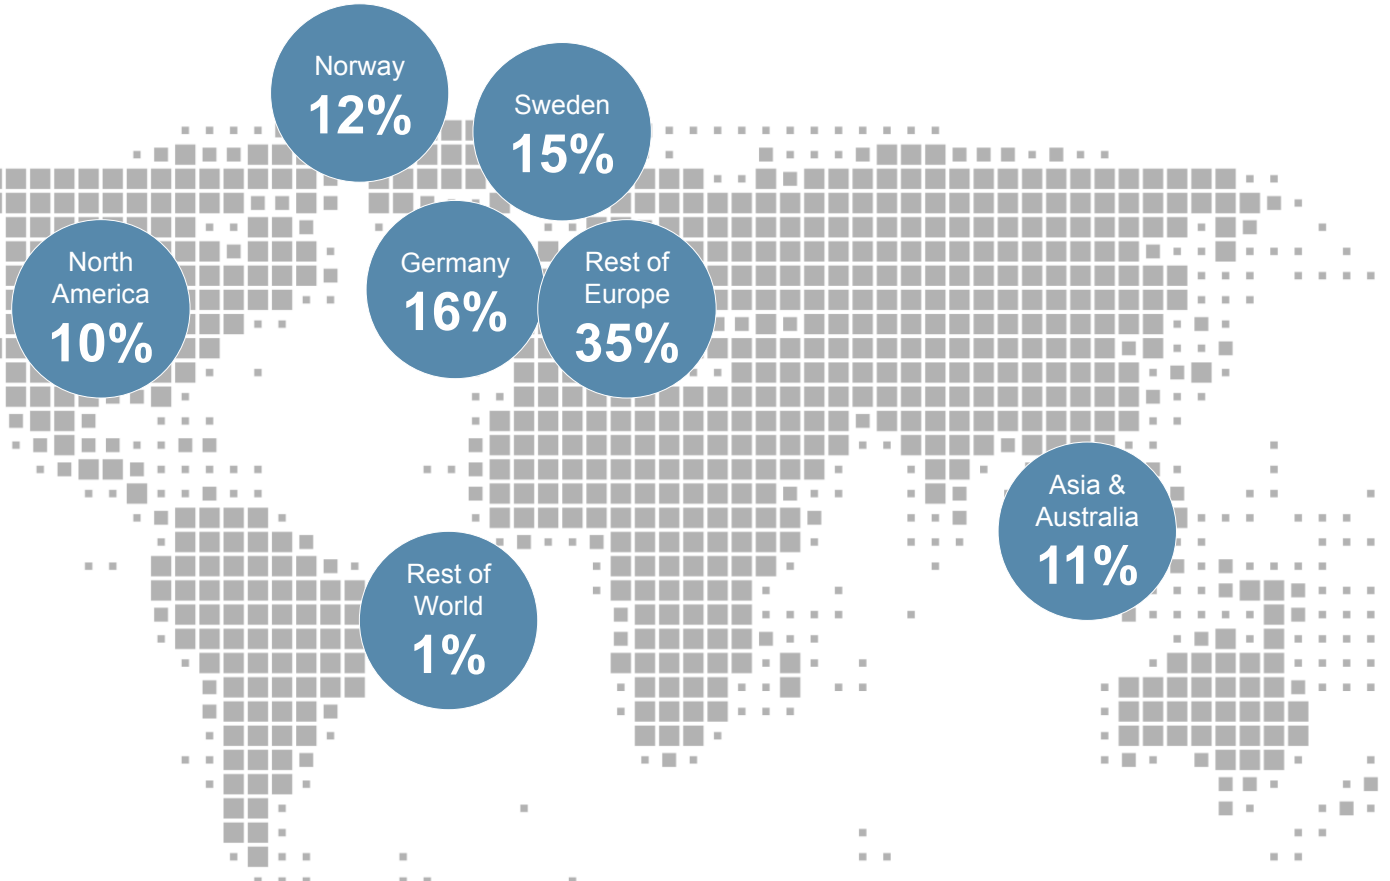 Norway
12%
Sweden
15%
North
America
10%
Germany
16%
Rest of
Europe
35%
Asia &
Australia
11%
Rest of
World
1%